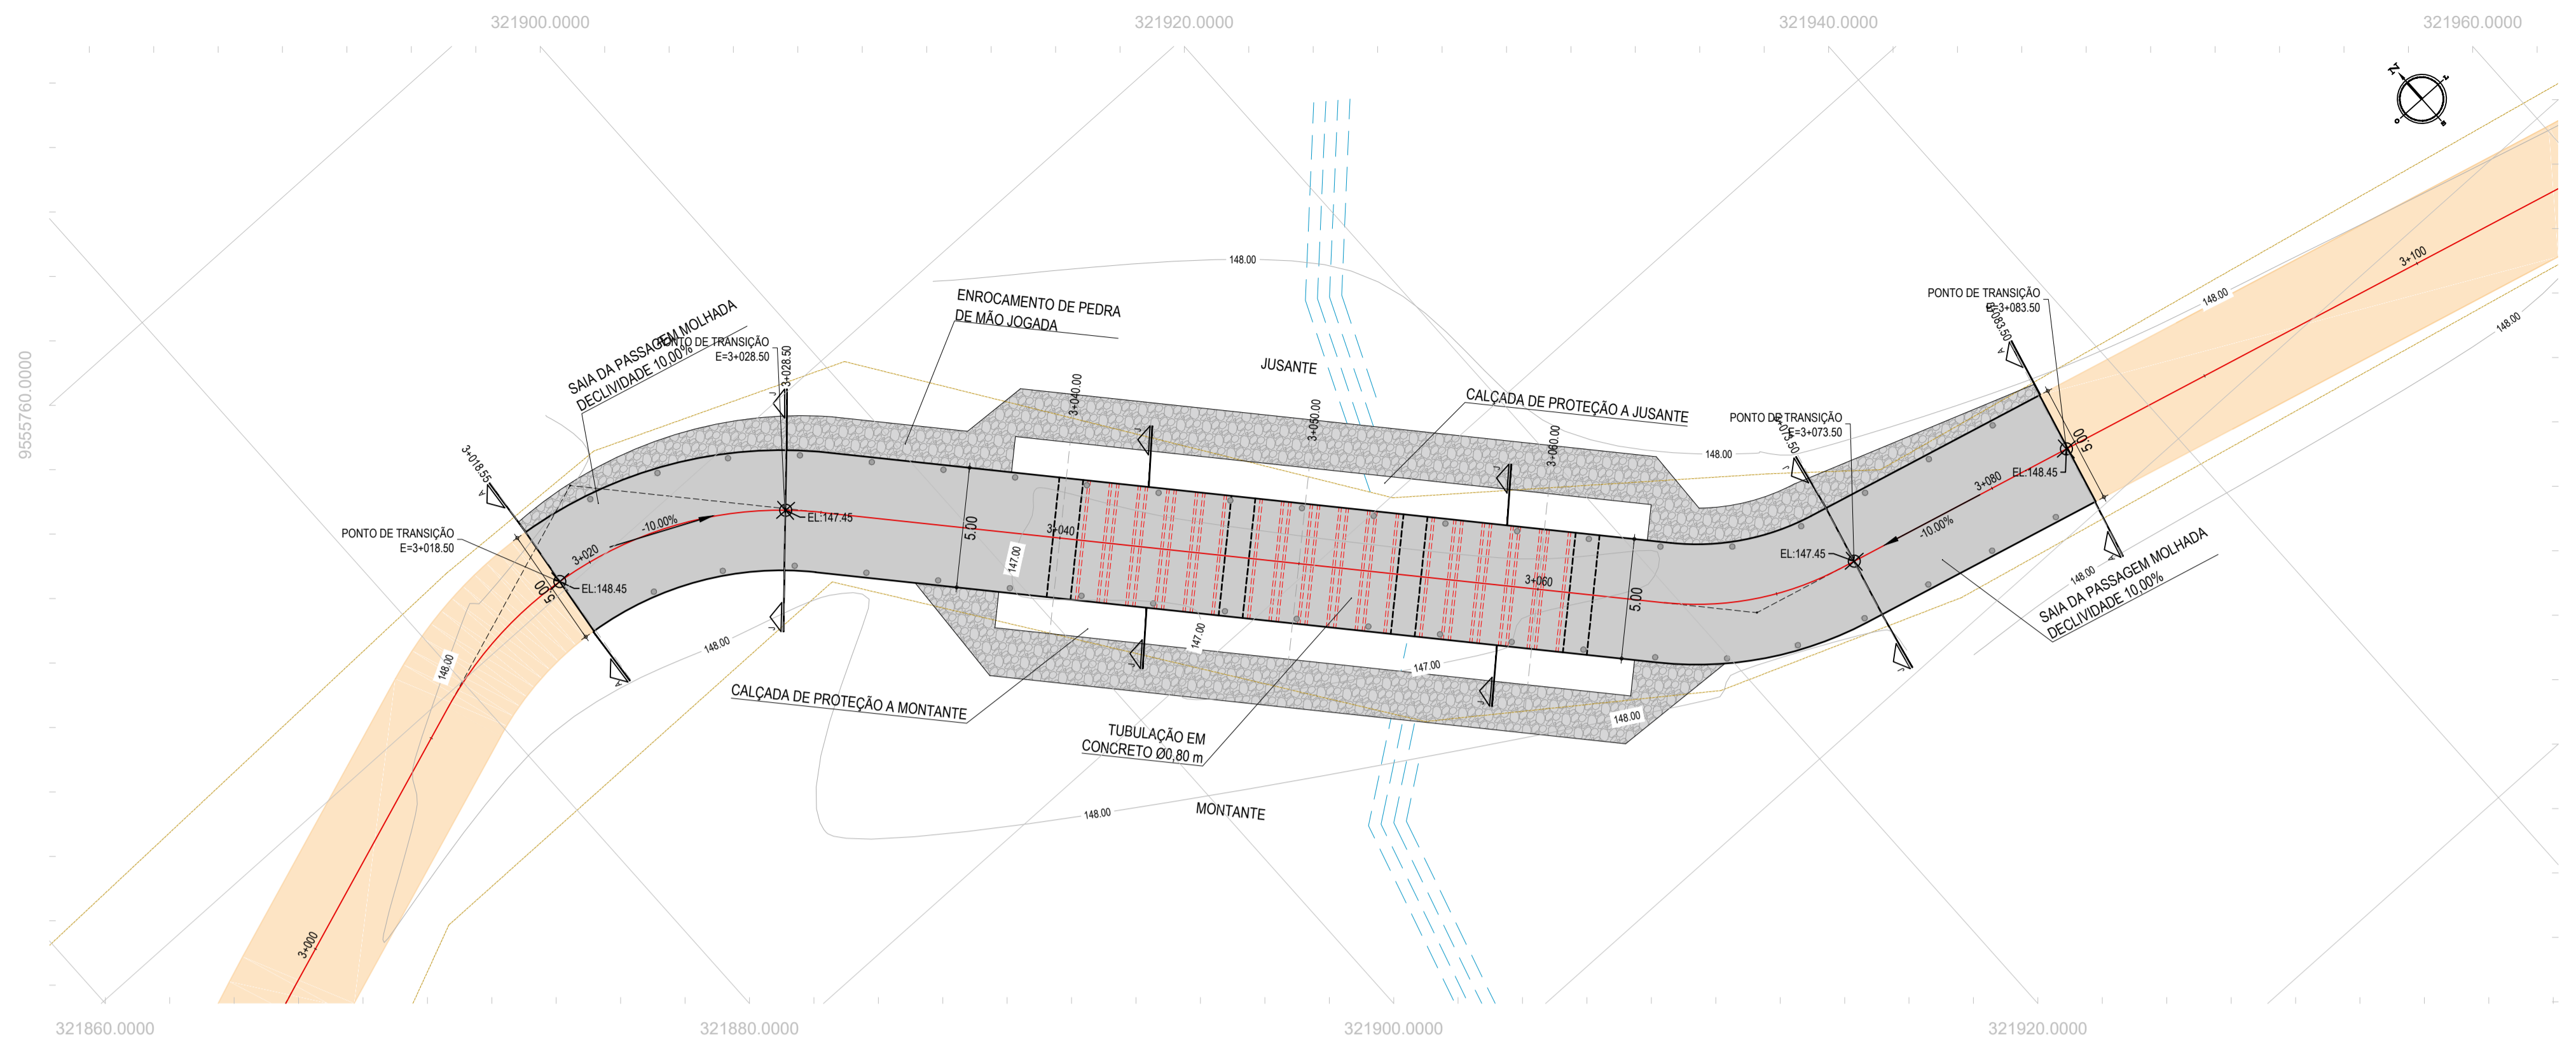 321900.0000
321920.0000
321940.0000
321960.0000
9555760.0000
N
148.00
148.00
148.00
ENROCAMENTO DE PEDRA
DE MÃO JOGADA
SAIA DA PASSAGEM MOLHADA
DECLIVIDADE 10,00%
PONTO DE TRANSIÇÃO
E=3+028.50
3+028.50
JUSANTE
CALÇADA DE PROTEÇÃO A JUSANTE
3+040.00
3+050.00
3+060.00
PONTO DE TRANSIÇÃO
E=3+083.50
3+083.50
A
3+100
PONTO DE TRANSIÇÃO
E=3+073.50
3+073.50
148.00
3+018.55
A
PONTO DE TRANSIÇÃO
E=3+018.50
3+020
-10.00%
EL:147.45
EL:148.45
5.00
5.00
3+040
147.00
147.00
147.00
3+060
5.00
EL:147.45
-10.00%
3+080
EL:148.45
5.00
SAIA DA PASSAGEM MOLHADA
DECLIVIDADE 10,00%
148.00
148.00
148.00
A
CALÇADA DE PROTEÇÃO A MONTANTE
TUBULAÇÃO EM
CONCRETO Ø0,80 m
148.00
148.00
MONTANTE
3+000
321860.0000
321880.0000
321900.0000
321920.0000